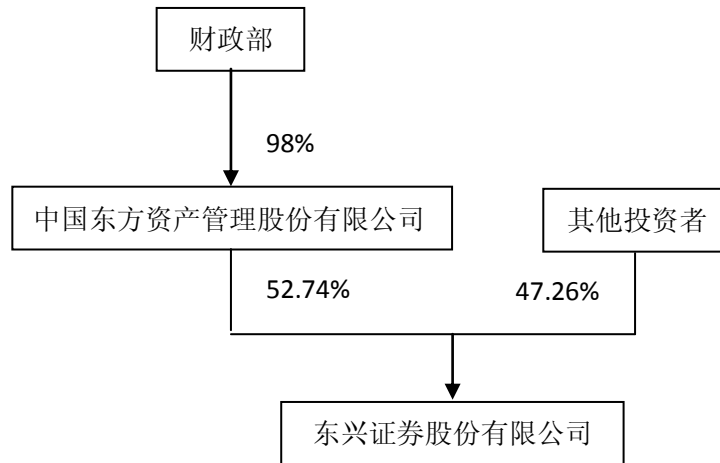 财政部
98%
中国东方资产管理股份有限公司
其他投资者
52.74%
47.26%
东兴证券股份有限公司